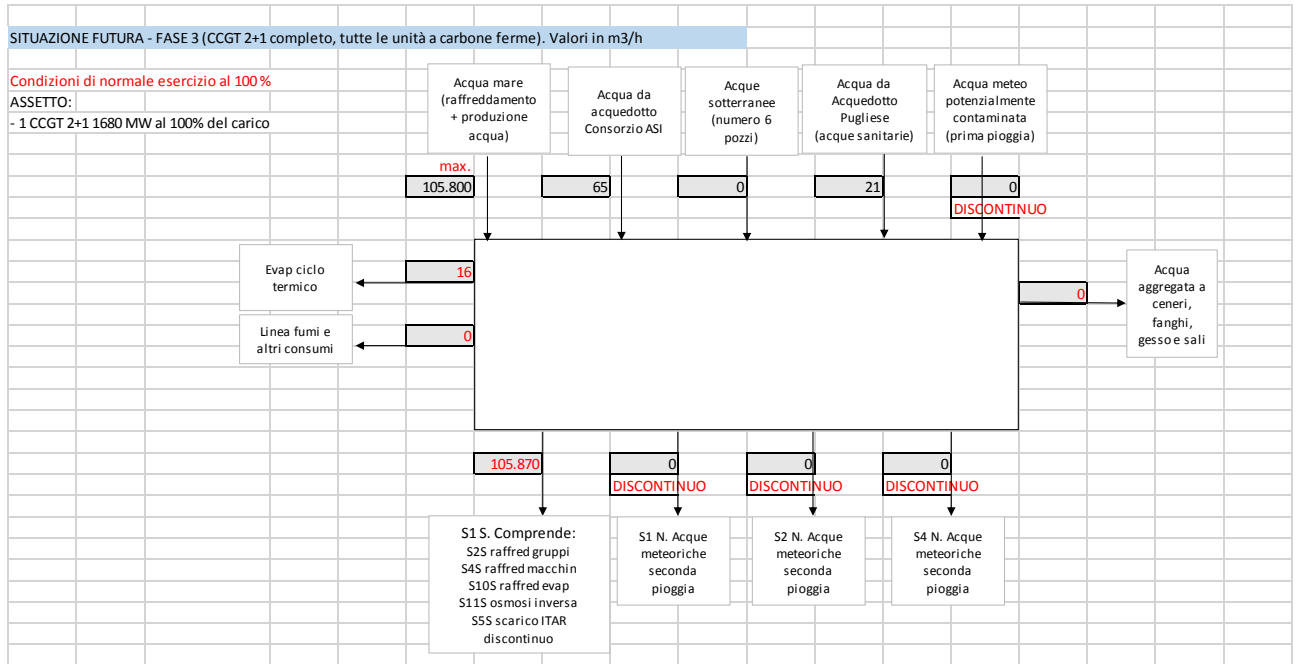 SITUAZIONE FUTURA - FASE 3 (CCGT 2+1 completo, tutte le unità a carbone ferme). Valori in m3/h
Condizioni di normale esercizio al 100%
ASSETTO:
- 1 CCGT 2+1 1680 MW al 100% del carico
Acqua mare
(raffreddamento
+ produzione
acqua)
Acqua da
acquedotto
Consorzio ASI
Acque
sotterranee
(numero 6
pozzi)
Acqua da
Acquedotto
Pugliese
(acque sanitarie)
Acqua meteo
potenzialmente
contaminata
(prima pioggia)
max.
105.800
65
0
21
0
DISCONTINUO
Evap ciclo
termico
16
Linea fumi e
altri consumi
0
0
Acqua
aggregata a
ceneri,
fanghi,
gesso e sali
105.870
0
0
0
DISCONTINUO
DISCONTINUO
DISCONTINUO
S1 S. Comprende:
S2S raffred gruppi
S4S raffred macchin
S10S raffred evap
S11S osmosi inversa
S5S scarico ITAR
discontinuo
S1 N. Acque
meteoriche
seconda
pioggia
S2 N. Acque
meteoriche
seconda
pioggia
S4 N. Acque
meteoriche
seconda
pioggia